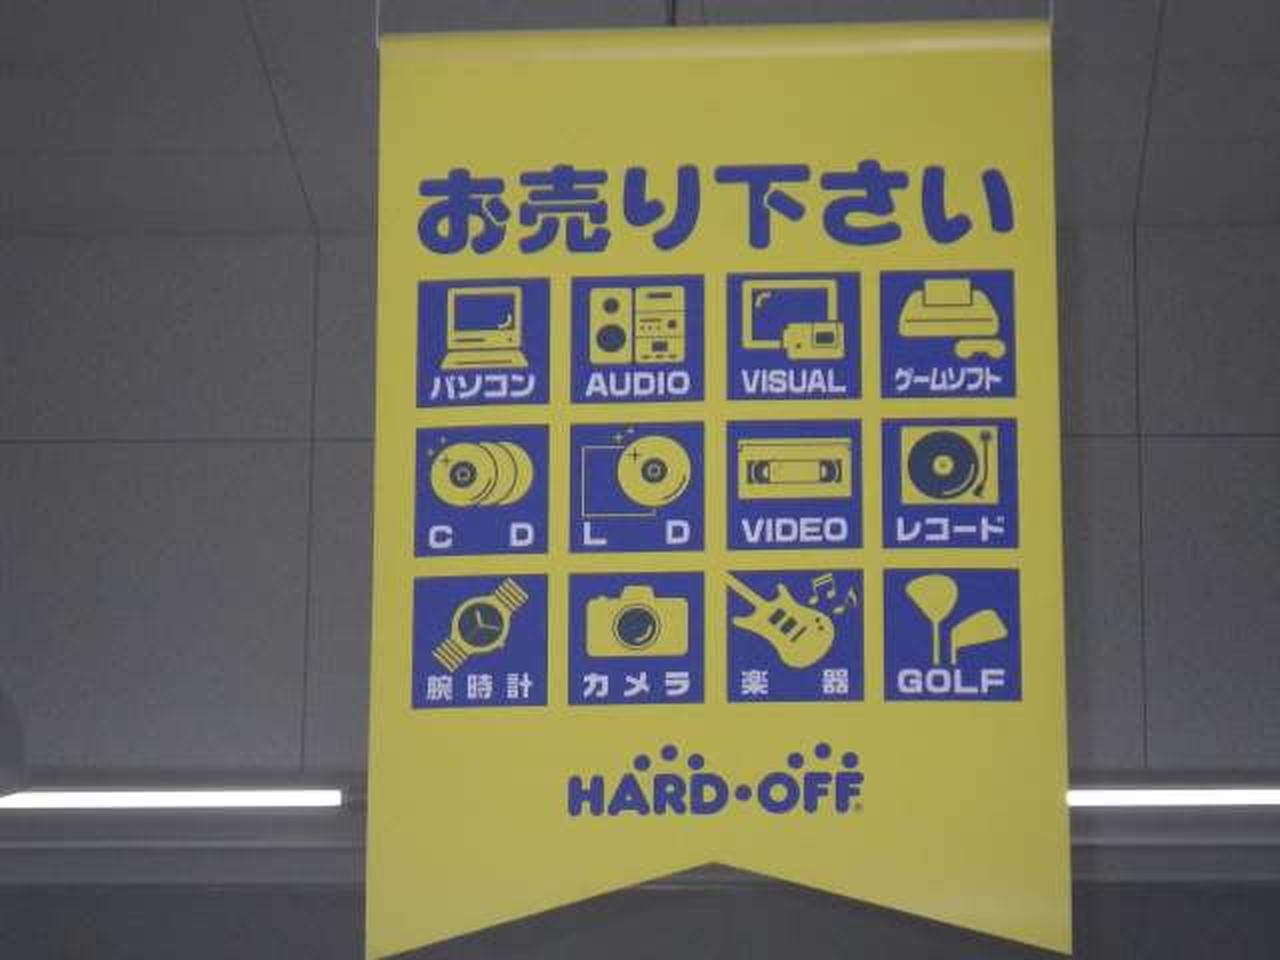 お売り下さい
パソコン AUDIO VISUAL ゲームソフト
C D L D VIDEO レコード
腕時計 カメラ 楽器 GOLF
HARD・OFF